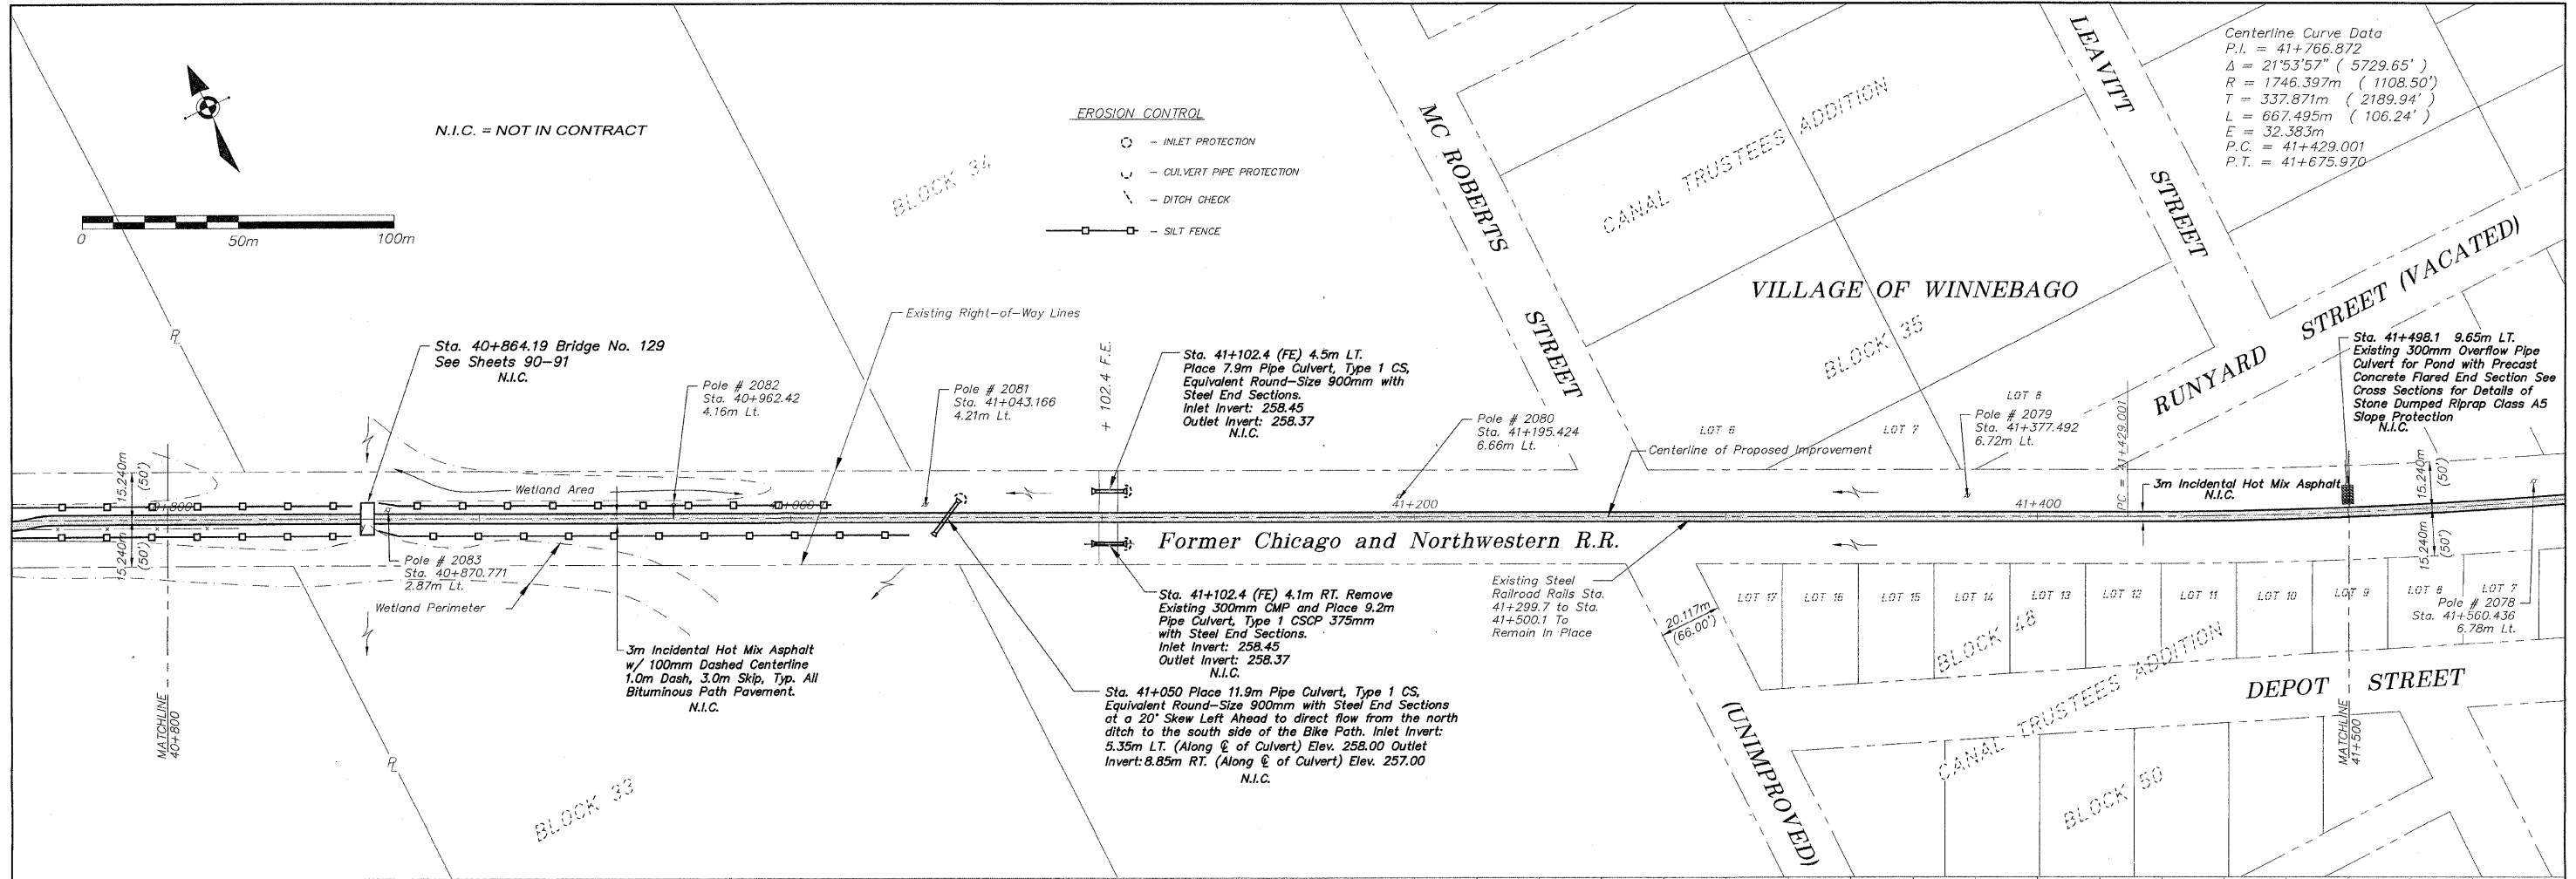 N.I.C. = NOT IN CONTRACT
0
50m
100m
EROSION CONTROL
- INLET PROTECTION
- CULVERT PIPE PROTECTION
- DITCH CHECK
- SILT FENCE
Centerline Curve Data
P.I. = 41+766.872
Δ = 21°53'57" ( 5729.65' )
R = 1746.397m ( 1108.50')
T = 337.871m ( 2189.94' )
L = 667.495m ( 106.24' )
E = 32.383m
P.C. = 41+429.001
P.T. = 41+675.970
BLOCK 34
MC ROBERTS
STREET
CANAL TRUSTEES ADDITION
LEAVITT
STREET
VILLAGE OF WINNEBAGO
BLOCK 35
RUNYARD
STREET (VACATED)
Existing Right-of-Way Lines
Sta. 40+864.19 Bridge No. 129
See Sheets 90-91
N.I.C.
Pole # 2082
Sta. 40+962.42
4.16m Lt.
Pole # 2081
Sta. 41+043.166
4.21m Lt.
+ 102.4 F.E.
Sta. 41+102.4 (FE) 4.5m LT.
Place 7.9m Pipe Culvert, Type 1 CS,
Equivalent Round-Size 900mm with
Steel End Sections.
Inlet Invert: 258.45
Outlet Invert: 258.37
N.I.C.
Pole # 2080
Sta. 41+195.424
6.66m Lt.
LOT 6
LOT 7
LOT 8
Centerline of Proposed Improvement
Pole # 2079
Sta. 41+377.492
6.72m Lt.
PC = 41+429.001
Sta. 41+498.1 9.65m LT.
Existing 300mm Overflow Pipe
Culvert for Pond with Precast
Concrete Flared End Section See
Cross Sections for Details of
Stone Dumped Riprap Class A5
Slope Protection
N.I.C.
3m Incidental Hot Mix Asphalt
N.I.C.
15.240m
(50')
15.240m
(50')
15.240m
(50')
15.240m
(50')
Wetland Area
41+200
41+400
Former Chicago and Northwestern R.R.
Pole # 2083
Sta. 40+870.771
2.87m Lt.
Wetland Perimeter
3m Incidental Hot Mix Asphalt
w/ 100mm Dashed Centerline
1.0m Dash, 3.0m Skip, Typ. All
Bituminous Path Pavement.
N.I.C.
Sta. 41+102.4 (FE) 4.1m RT. Remove
Existing 300mm CMP and Place 9.2m
Pipe Culvert, Type 1 CSCP 375mm
with Steel End Sections.
Inlet Invert: 258.45
Outlet Invert: 258.37
N.I.C.
Sta. 41+050 Place 11.9m Pipe Culvert, Type 1 CS,
Equivalent Round-Size 900mm with Steel End Sections
at a 20° Skew Left Ahead to direct flow from the north
ditch to the south side of the Bike Path. Inlet Invert:
5.35m LT. (Along ℄ of Culvert) Elev. 258.00 Outlet
Invert: 8.85m RT. (Along ℄ of Culvert) Elev. 257.00
N.I.C.
Existing Steel
Railroad Rails Sta.
41+299.7 to Sta.
41+500.1 To
Remain In Place
20.117m
(66.00')
LOT 17
LOT 16
LOT 15
LOT 14
LOT 13
LOT 12
LOT 11
LOT 10
LOT 9
LOT 8
LOT 7
Pole # 2078
Sta. 41+560.436
6.78m Lt.
BLOCK 48
CANAL TRUSTEES ADDITION
DEPOT STREET
BLOCK 50
(UNIMPROVED)
MATCHLINE
40+800
MATCHLINE
41+500
BLOCK 33